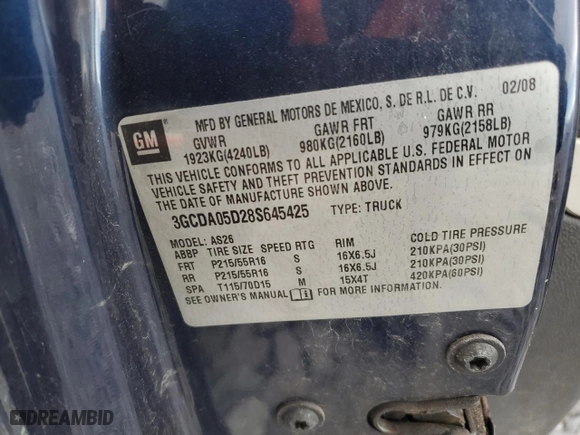 MFD BY GENERAL MOTORS DE MEXICO, S. DE R.L. DE C.V. 02/08
GM
GVWR GAWR FRT GAWR RR
1923KG(4240LB) 980KG(2160LB) 979KG(2158LB)
THIS VEHICLE CONFORMS TO ALL APPLICABLE U.S. FEDERAL MOTOR
VEHICLE SAFETY AND THEFT PREVENTION STANDARDS IN EFFECT ON
THE DATE OF MANUFACTURE SHOWN ABOVE.
3GCDA05D28S645425 TYPE: TRUCK
MODEL: AS26
ABBP TIRE SIZE SPEED RTG RIM COLD TIRE PRESSURE
FRT P215/55R16 S 16X6.5J 210KPA(30PSI)
RR P215/55R16 S 16X6.5J 210KPA(30PSI)
SPA T115/70D15 M 15X4T 420KPA(60PSI)
SEE OWNER'S MANUAL i FOR MORE INFORMATION.
DREAMBID